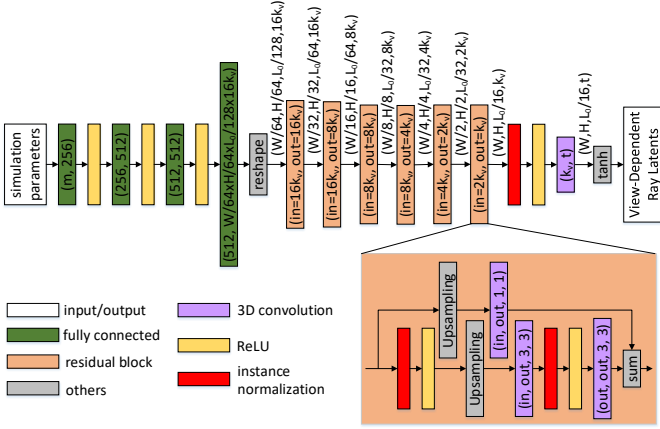 simulation
parameters
(m, 256)
(256, 512)
(512, 512)
(512, W/64xH/64xL₀/128x16kᵥ)
reshape
(W/64,H/64,L₀/128,16kᵥ)
(in=16kᵥ, out=16kᵥ)
(W/32,H/32,L₀/64,16kᵥ)
(in=16kᵥ, out=8kᵥ)
(W/16,H/16,L₀/64,8kᵥ)
(in=8kᵥ, out=8kᵥ)
(W/8,H/8,L₀/32,8kᵥ)
(in=8kᵥ, out=4kᵥ)
(W/4,H/4,L₀/32,4kᵥ)
(in=4kᵥ, out=2kᵥ)
(W/2,H/2,L₀/32,2kᵥ)
(in=2kᵥ, out=kᵥ)
(W,H,L₀/16,kᵥ)
(kᵥ, t)
(W,H,L₀/16,t)
tanh
View-Dependent
Ray Latents
input/output
fully connected
residual block
others
3D convolution
ReLU
instance
normalization
Upsampling
(in, out, 1, 1)
Upsampling
(in, out, 3, 3)
(out, out, 3, 3)
sum